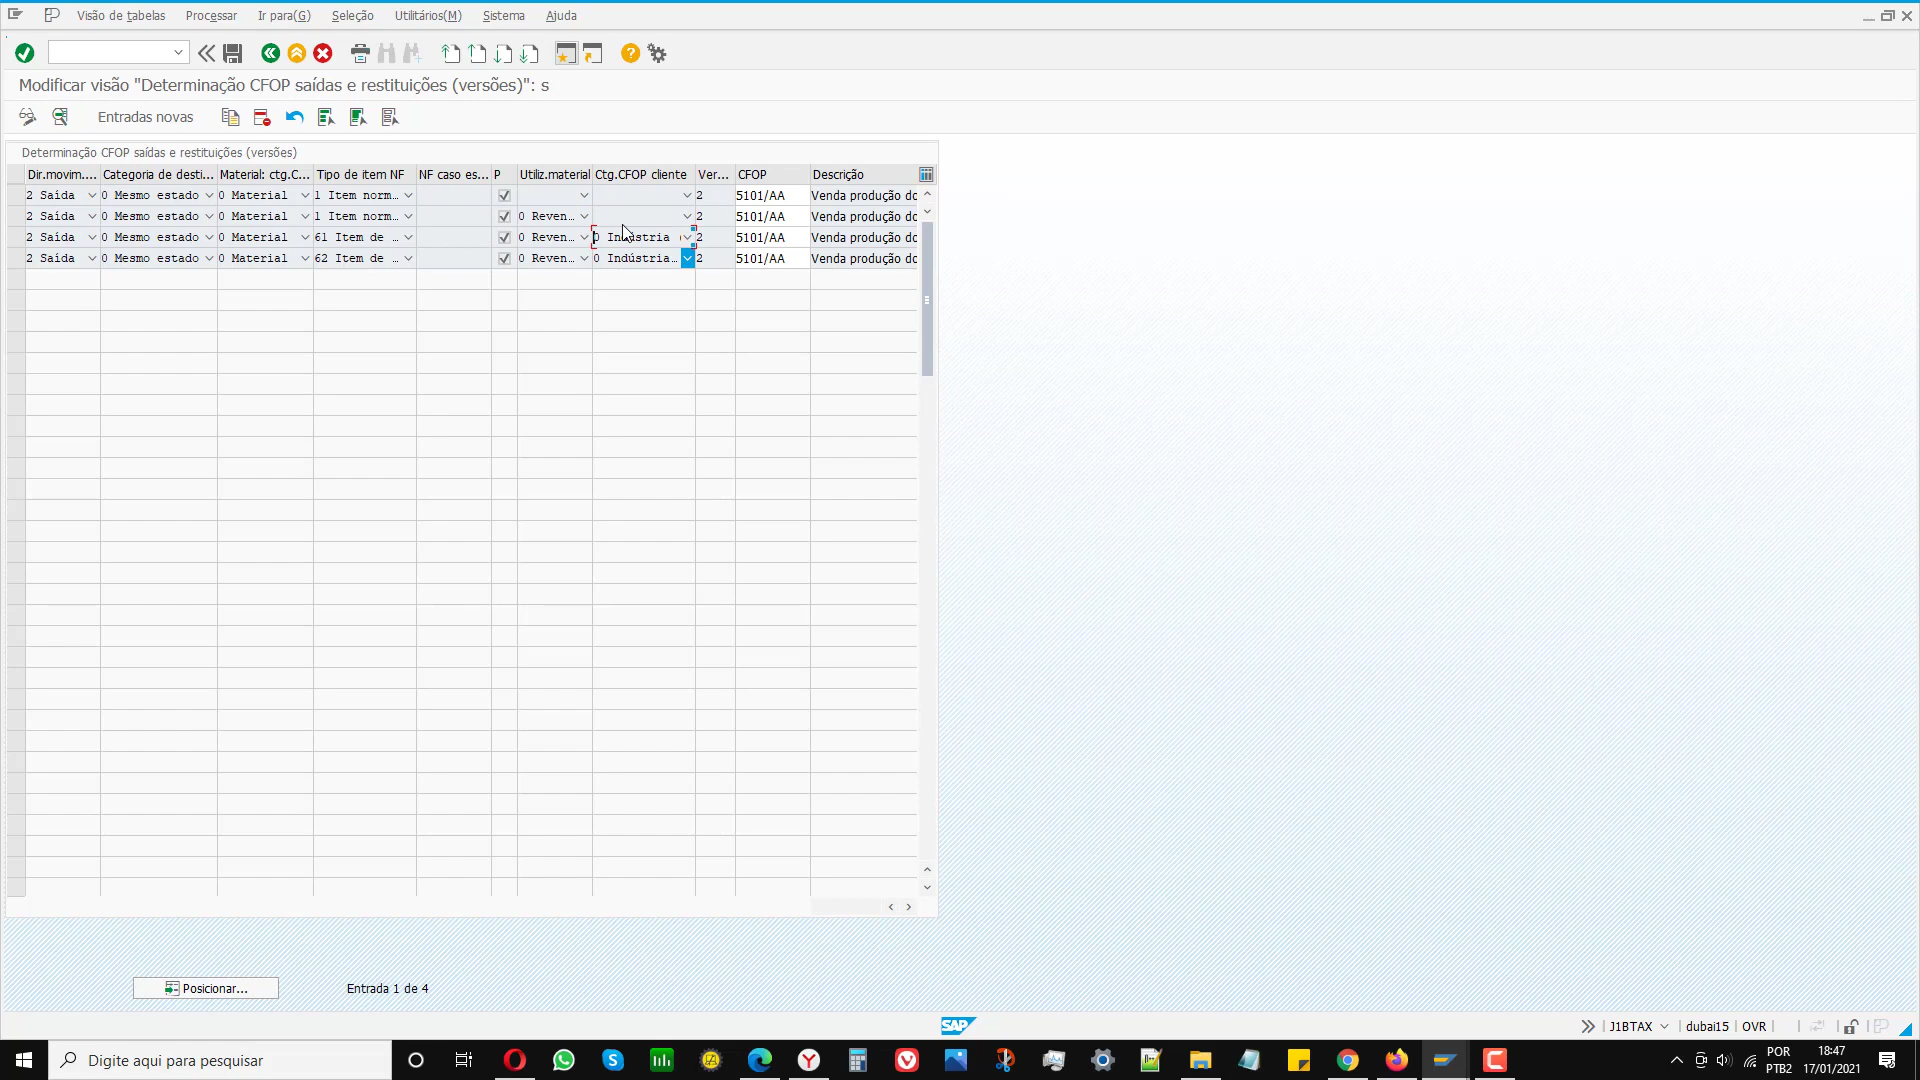 Visão de tabelas Processar Ir para(G) Seleção Utilitários(M) Sistema Ajuda
Modificar visão "Determinação CFOP saídas e restituições (versões)": s
Entradas novas
Determinação CFOP saídas e restituições (versões)
Dir.movim.... Categoria de desti... Material: ctg.C... Tipo de item NF NF caso es... P Utiliz.material Ctg.CFOP cliente Ver... CFOP Descrição
2 Saída 0 Mesmo estado 0 Material 1 Item norm... 2 5101/AA Venda produção do
2 Saída 0 Mesmo estado 0 Material 1 Item norm... 0 Reven... 2 5101/AA Venda produção do
2 Saída 0 Mesmo estado 0 Material 61 Item de ... 0 Reven... 0 Indústria 2 5101/AA Venda produção do
2 Saída 0 Mesmo estado 0 Material 62 Item de ... 0 Reven... 0 Indústria... 2 5101/AA Venda produção do
Posicionar... Entrada 1 de 4
SAP
J1BTAX dubai15 OVR
Digite aqui para pesquisar
POR 18:47
PTB2 17/01/2021